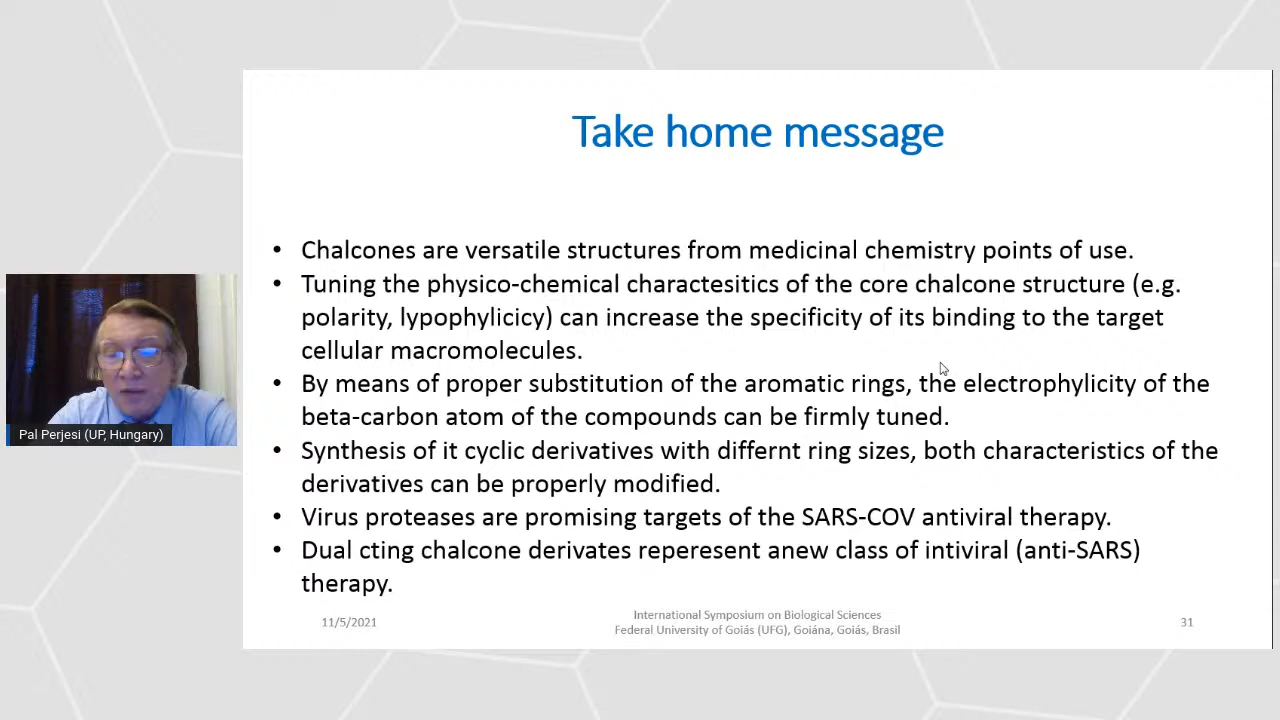 Take home message
• Chalcones are versatile structures from medicinal chemistry points of use.
• Tuning the physico-chemical charactesitics of the core chalcone structure (e.g.
polarity, lypophylicicy) can increase the specificity of its binding to the target
cellular macromolecules.
• By means of proper substitution of the aromatic rings, the electrophylicity of the
beta-carbon atom of the compounds can be firmly tuned.
• Synthesis of it cyclic derivatives with differnt ring sizes, both characteristics of the
derivatives can be properly modified.
• Virus proteases are promising targets of the SARS-COV antiviral therapy.
• Dual cting chalcone derivates reperesent anew class of intiviral (anti-SARS)
therapy.
11/5/2021
International Symposium on Biological Sciences
Federal University of Goiás (UFG), Goiána, Goiás, Brasil
31
Pal Perjesi (UP, Hungary)